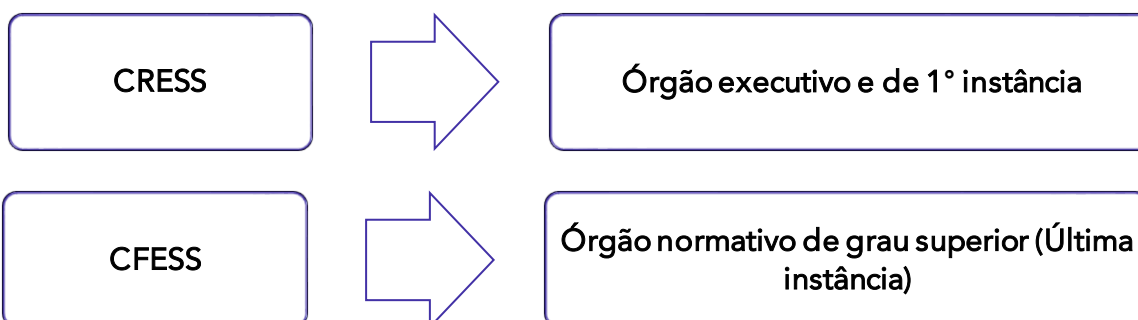 CRESS
Órgão executivo e de 1° instância
CFESS
Órgão normativo de grau superior (Última
instância)